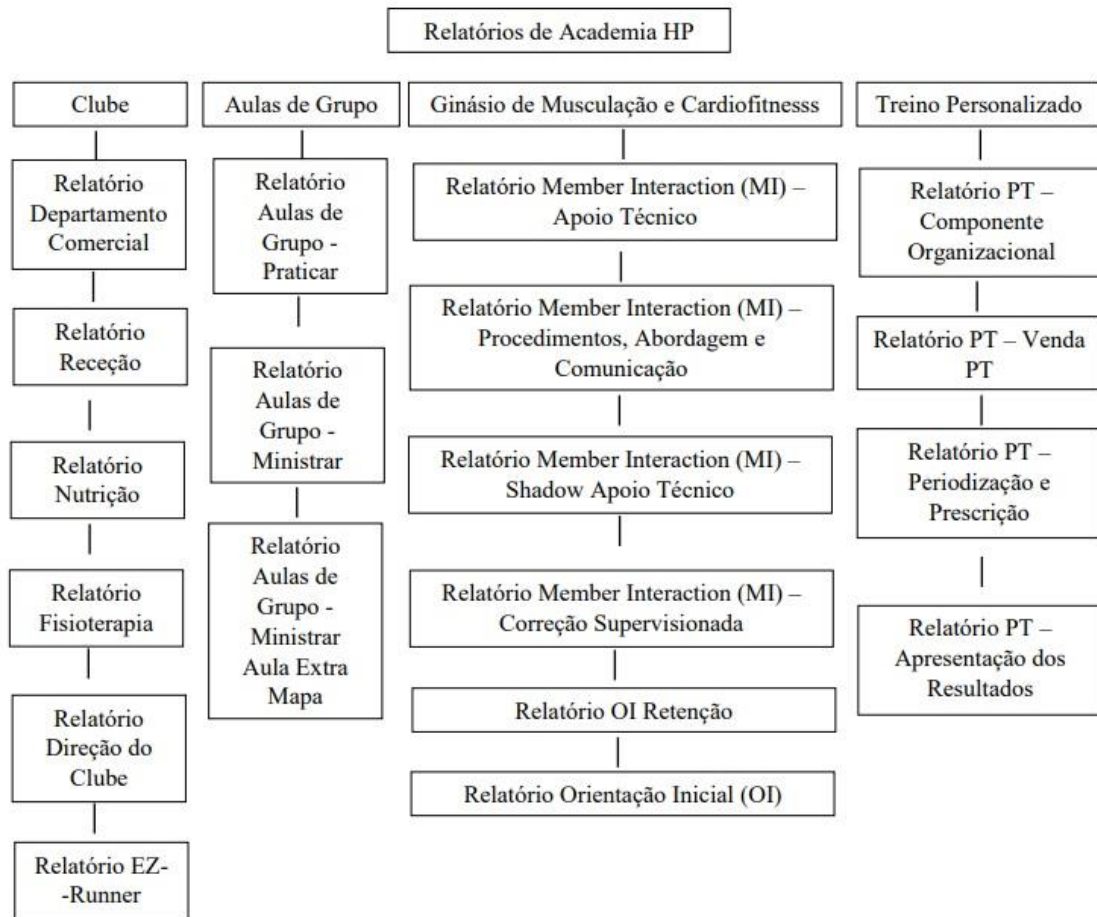 Relatórios de Academia HP
Clube
Relatório
Departamento
Comercial
Relatório
Receção
Relatório
Nutrição
Relatório
Fisioterapia
Relatório
Direção do
Clube
Relatório EZ-
-Runner
Aulas de Grupo
Relatório
Aulas de
Grupo -
Praticar
Relatório
Aulas de
Grupo -
Ministrar
Relatório
Aulas de
Grupo -
Ministrar
Aula Extra
Mapa
Ginásio de Musculação e Cardiofitnesss
Relatório Member Interaction (MI) –
Apoio Técnico
Relatório Member Interaction (MI) –
Procedimentos, Abordagem e
Comunicação
Relatório Member Interaction (MI) –
Shadow Apoio Técnico
Relatório Member Interaction (MI) –
Correção Supervisionada
Relatório OI Retenção
Relatório Orientação Inicial (OI)
Treino Personalizado
Relatório PT –
Componente
Organizacional
Relatório PT – Venda
PT
Relatório PT –
Periodização e
Prescrição
Relatório PT –
Apresentação dos
Resultados